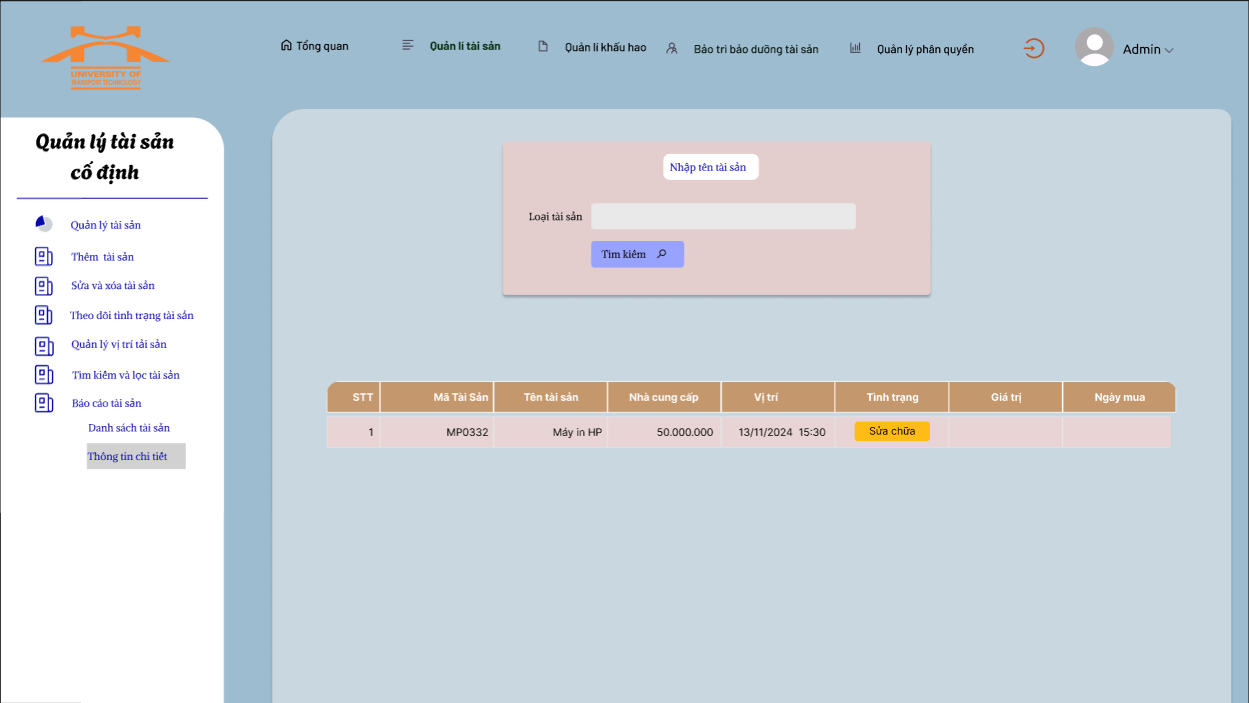 UNIVERSITY OF
TRANSPORT TECHNOLOGY
Tổng quan
Quản lí tài sản
Quản lí khấu hao
Bảo trì bảo dưỡng tài sản
Quản lý phân quyền
Admin
Quản lý tài sản
cố định
Quản lý tài sản
Thêm tài sản
Sửa và xóa tài sản
Theo dõi tình trạng tài sản
Quản lý vị trí tải sản
Tìm kiếm và lọc tài sản
Báo cáo tài sản
Danh sách tài sản
Thông tin chi tiết
Nhập tên tài sản
Loại tài sản
Tìm kiếm
STT Mã Tài Sản Tên tài sản Nhà cung cấp Vị trí Tình trạng Giá trị Ngày mua
1 MP0332 Máy in HP 50.000.000 13/11/2024 15:30 Sửa chữa